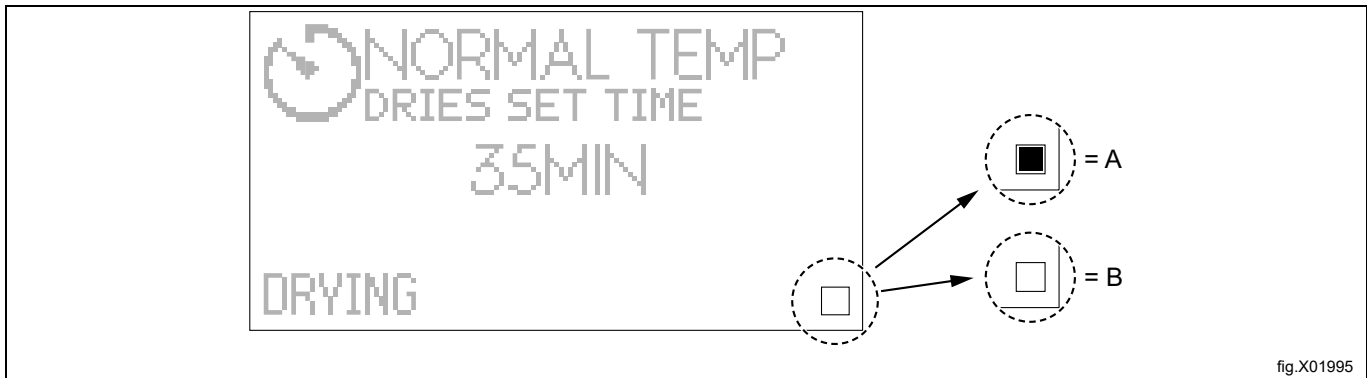 NORMAL TEMP
DRIES SET TIME
35MIN
DRYING
= A
= B
fig.X01995